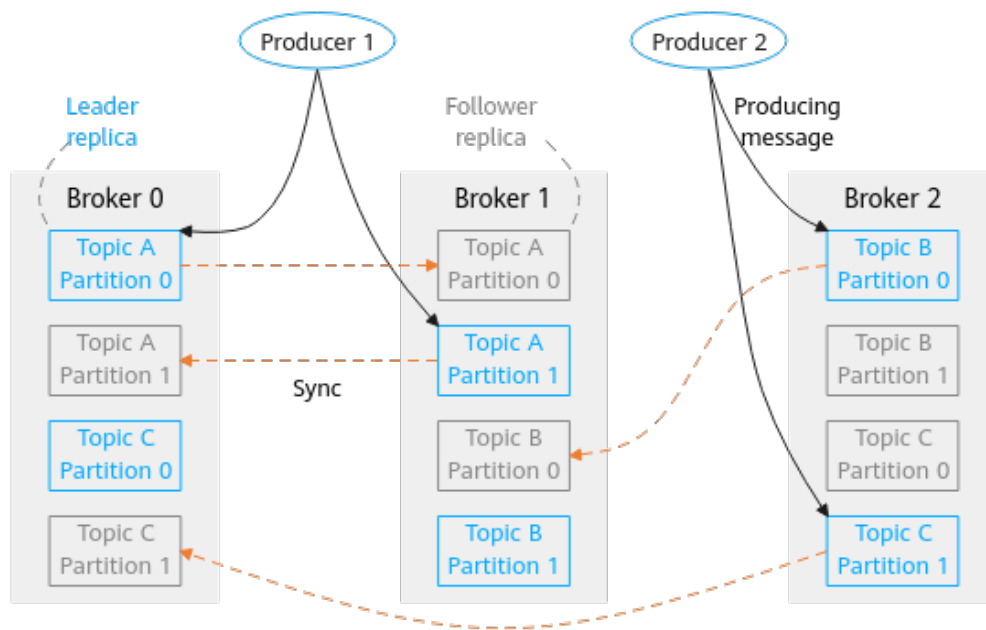 Producer 1
Producer 2
Leader
replica
Follower
replica
Producing
message
Broker 0
Topic A
Partition 0
Topic A
Partition 1
Topic C
Partition 0
Topic C
Partition 1
Sync
Broker 1
Topic A
Partition 0
Topic A
Partition 1
Topic B
Partition 0
Topic B
Partition 1
Broker 2
Topic B
Partition 0
Topic B
Partition 1
Topic C
Partition 0
Topic C
Partition 1